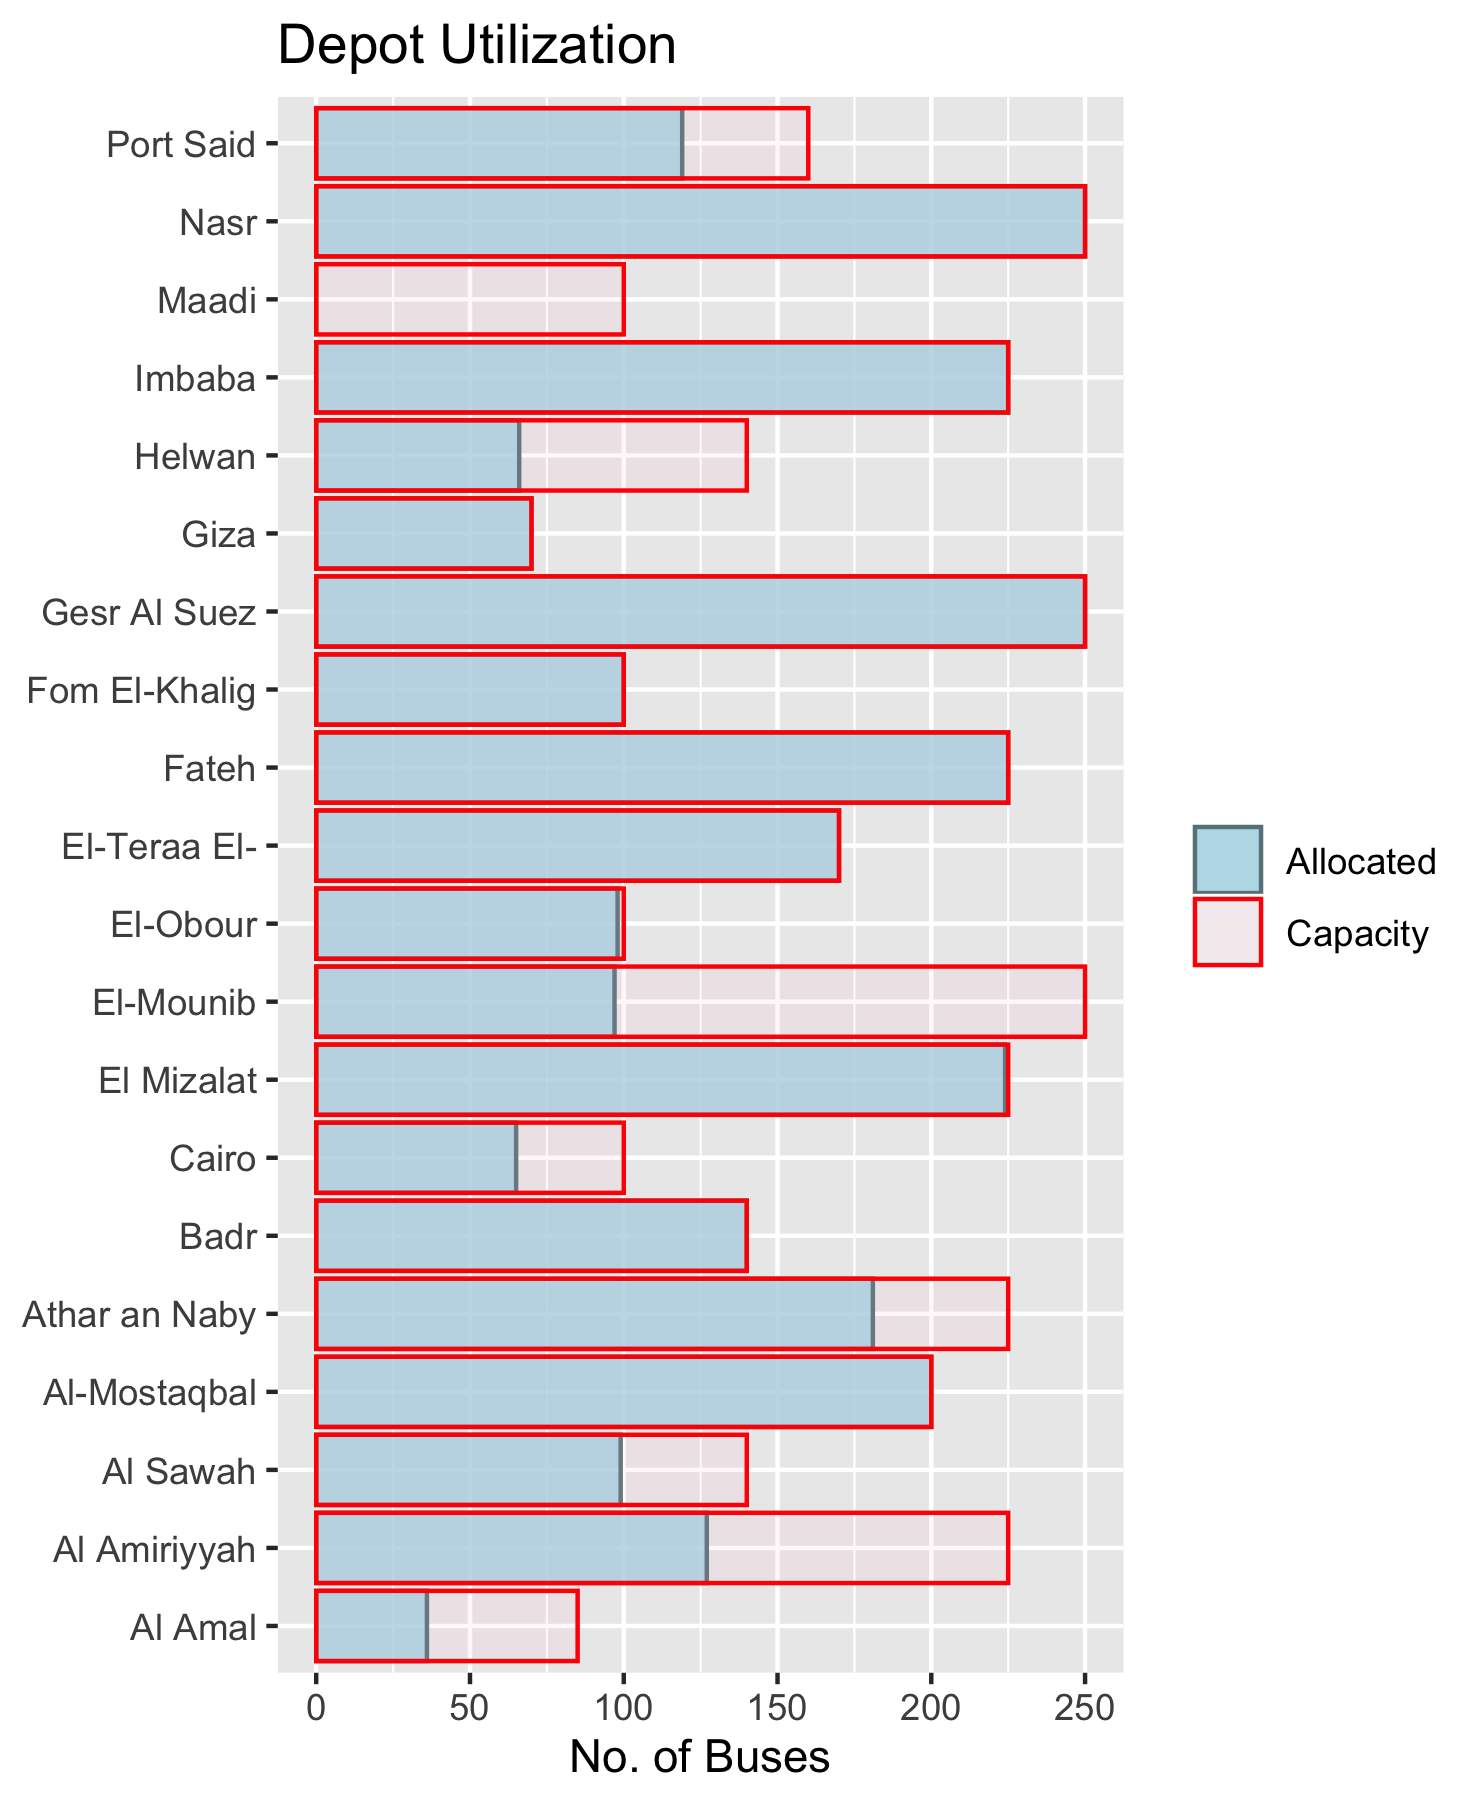 Depot Utilization
Port Said
Nasr
Maadi
Imbaba
Helwan
Giza
Gesr Al Suez
Fom El-Khalig
Fateh
El-Teraa El-
El-Obour
El-Mounib
El Mizalat
Cairo
Badr
Athar an Naby
Al-Mostaqbal
Al Sawah
Al Amiriyyah
Al Amal
0 50 100 150 200 250
No. of Buses
Allocated
Capacity